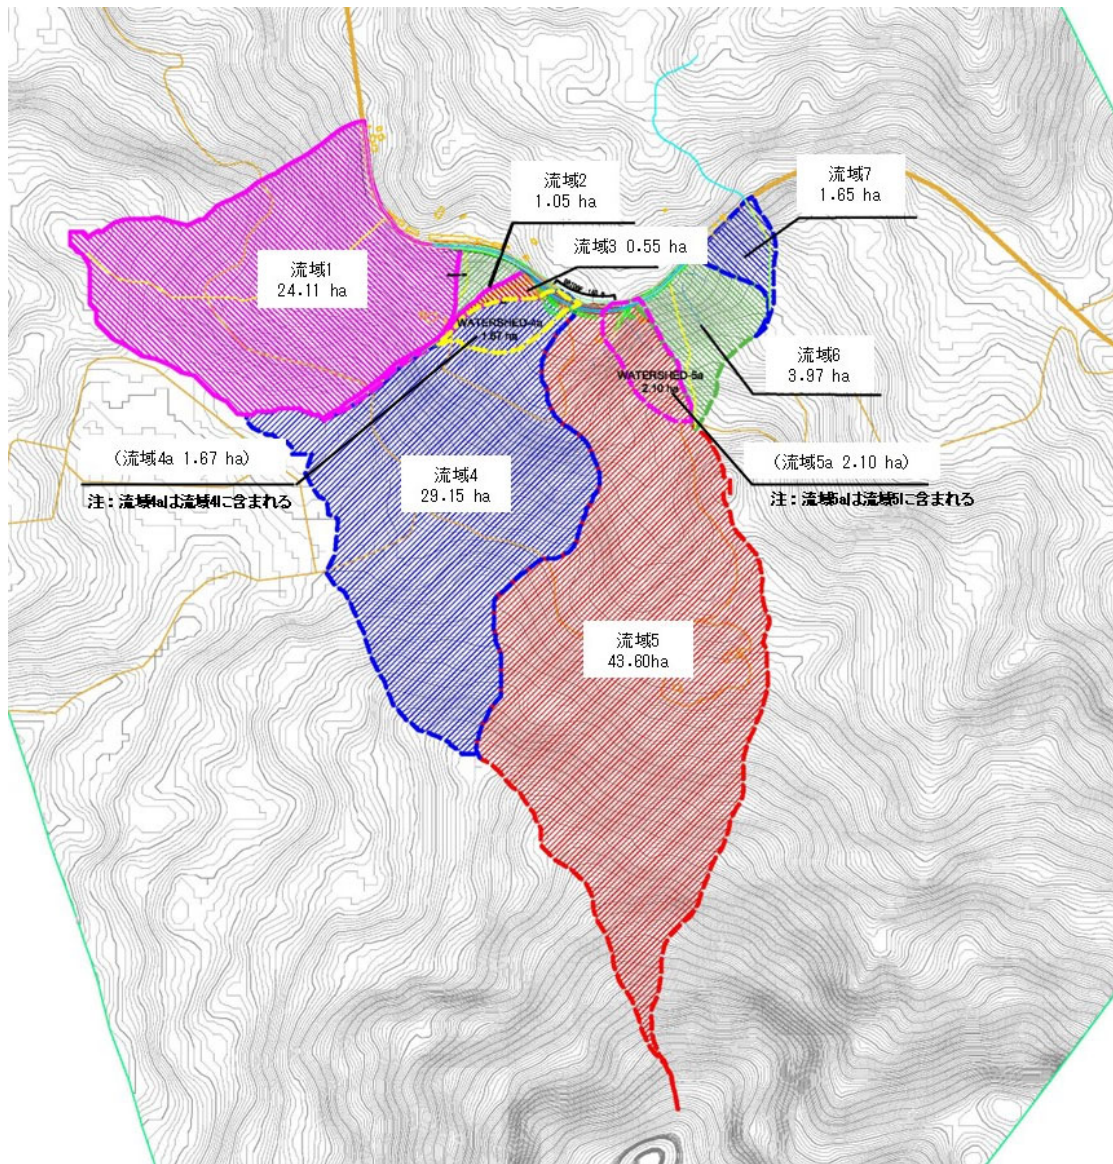 流域2
1.05 ha
流域7
1.65 ha
流域3 0.55 ha
流域1
24.11 ha
WATERSHED-4a
1.67 ha
流域6
3.97 ha
WATERSHED-5a
2.10 ha
(流域4a 1.67 ha)
注：流域4aは流域4に含まれる
流域4
29.15 ha
(流域5a 2.10 ha)
注：流域5aは流域5に含まれる
流域5
43.60ha